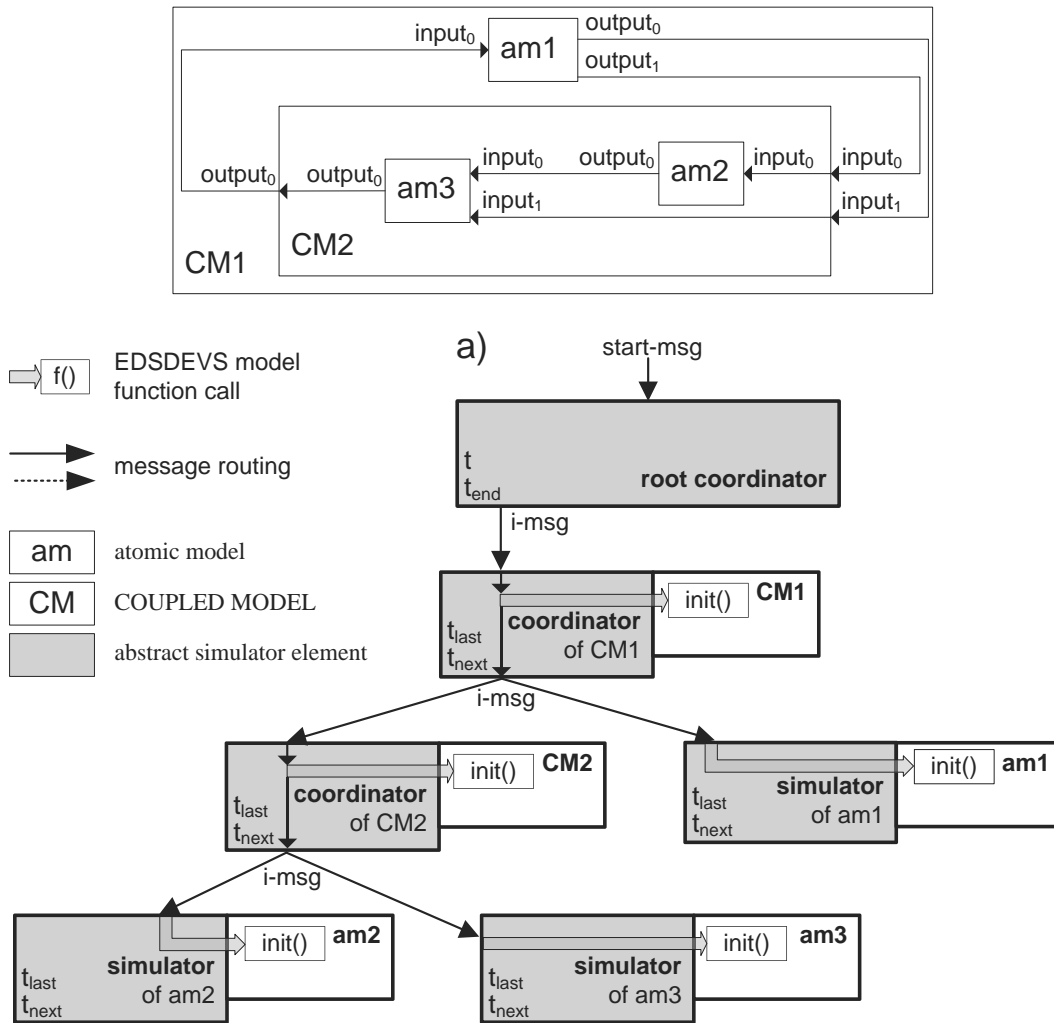 input0
am1
output0
output1
output0
output0
am3
input0
output0
am2
input0
input0
input1
input1
CM1
CM2
a)
f()
EDSDEVS model
function call
message routing
am
atomic model
CM
COUPLED MODEL
abstract simulator element
start-msg
t
tend
root coordinator
i-msg
tlast
tnext
coordinator
of CM1
init()
CM1
i-msg
tlast
tnext
coordinator
of CM2
init()
CM2
tlast
tnext
simulator
of am1
init()
am1
i-msg
tlast
tnext
simulator
of am2
init()
am2
tlast
tnext
simulator
of am3
init()
am3